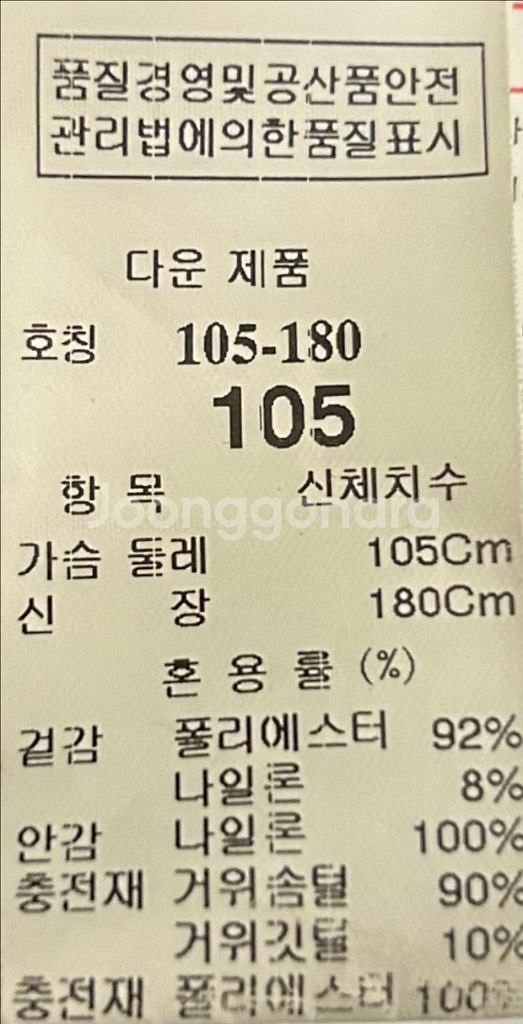 품질경영및공산품안전
관리법에의한품질표시
다운 제품
호칭 105-180
105
항 목 신체치수
Joonggondra
가슴 둘레 105Cm
신 장 180Cm
혼 용 률 (%)
겉감 폴리에스터 92%
나일론 8%
안감 나일론 100%
충전재 거위솜털 90%
거위깃털 10%
충전재 폴리에스터 100%